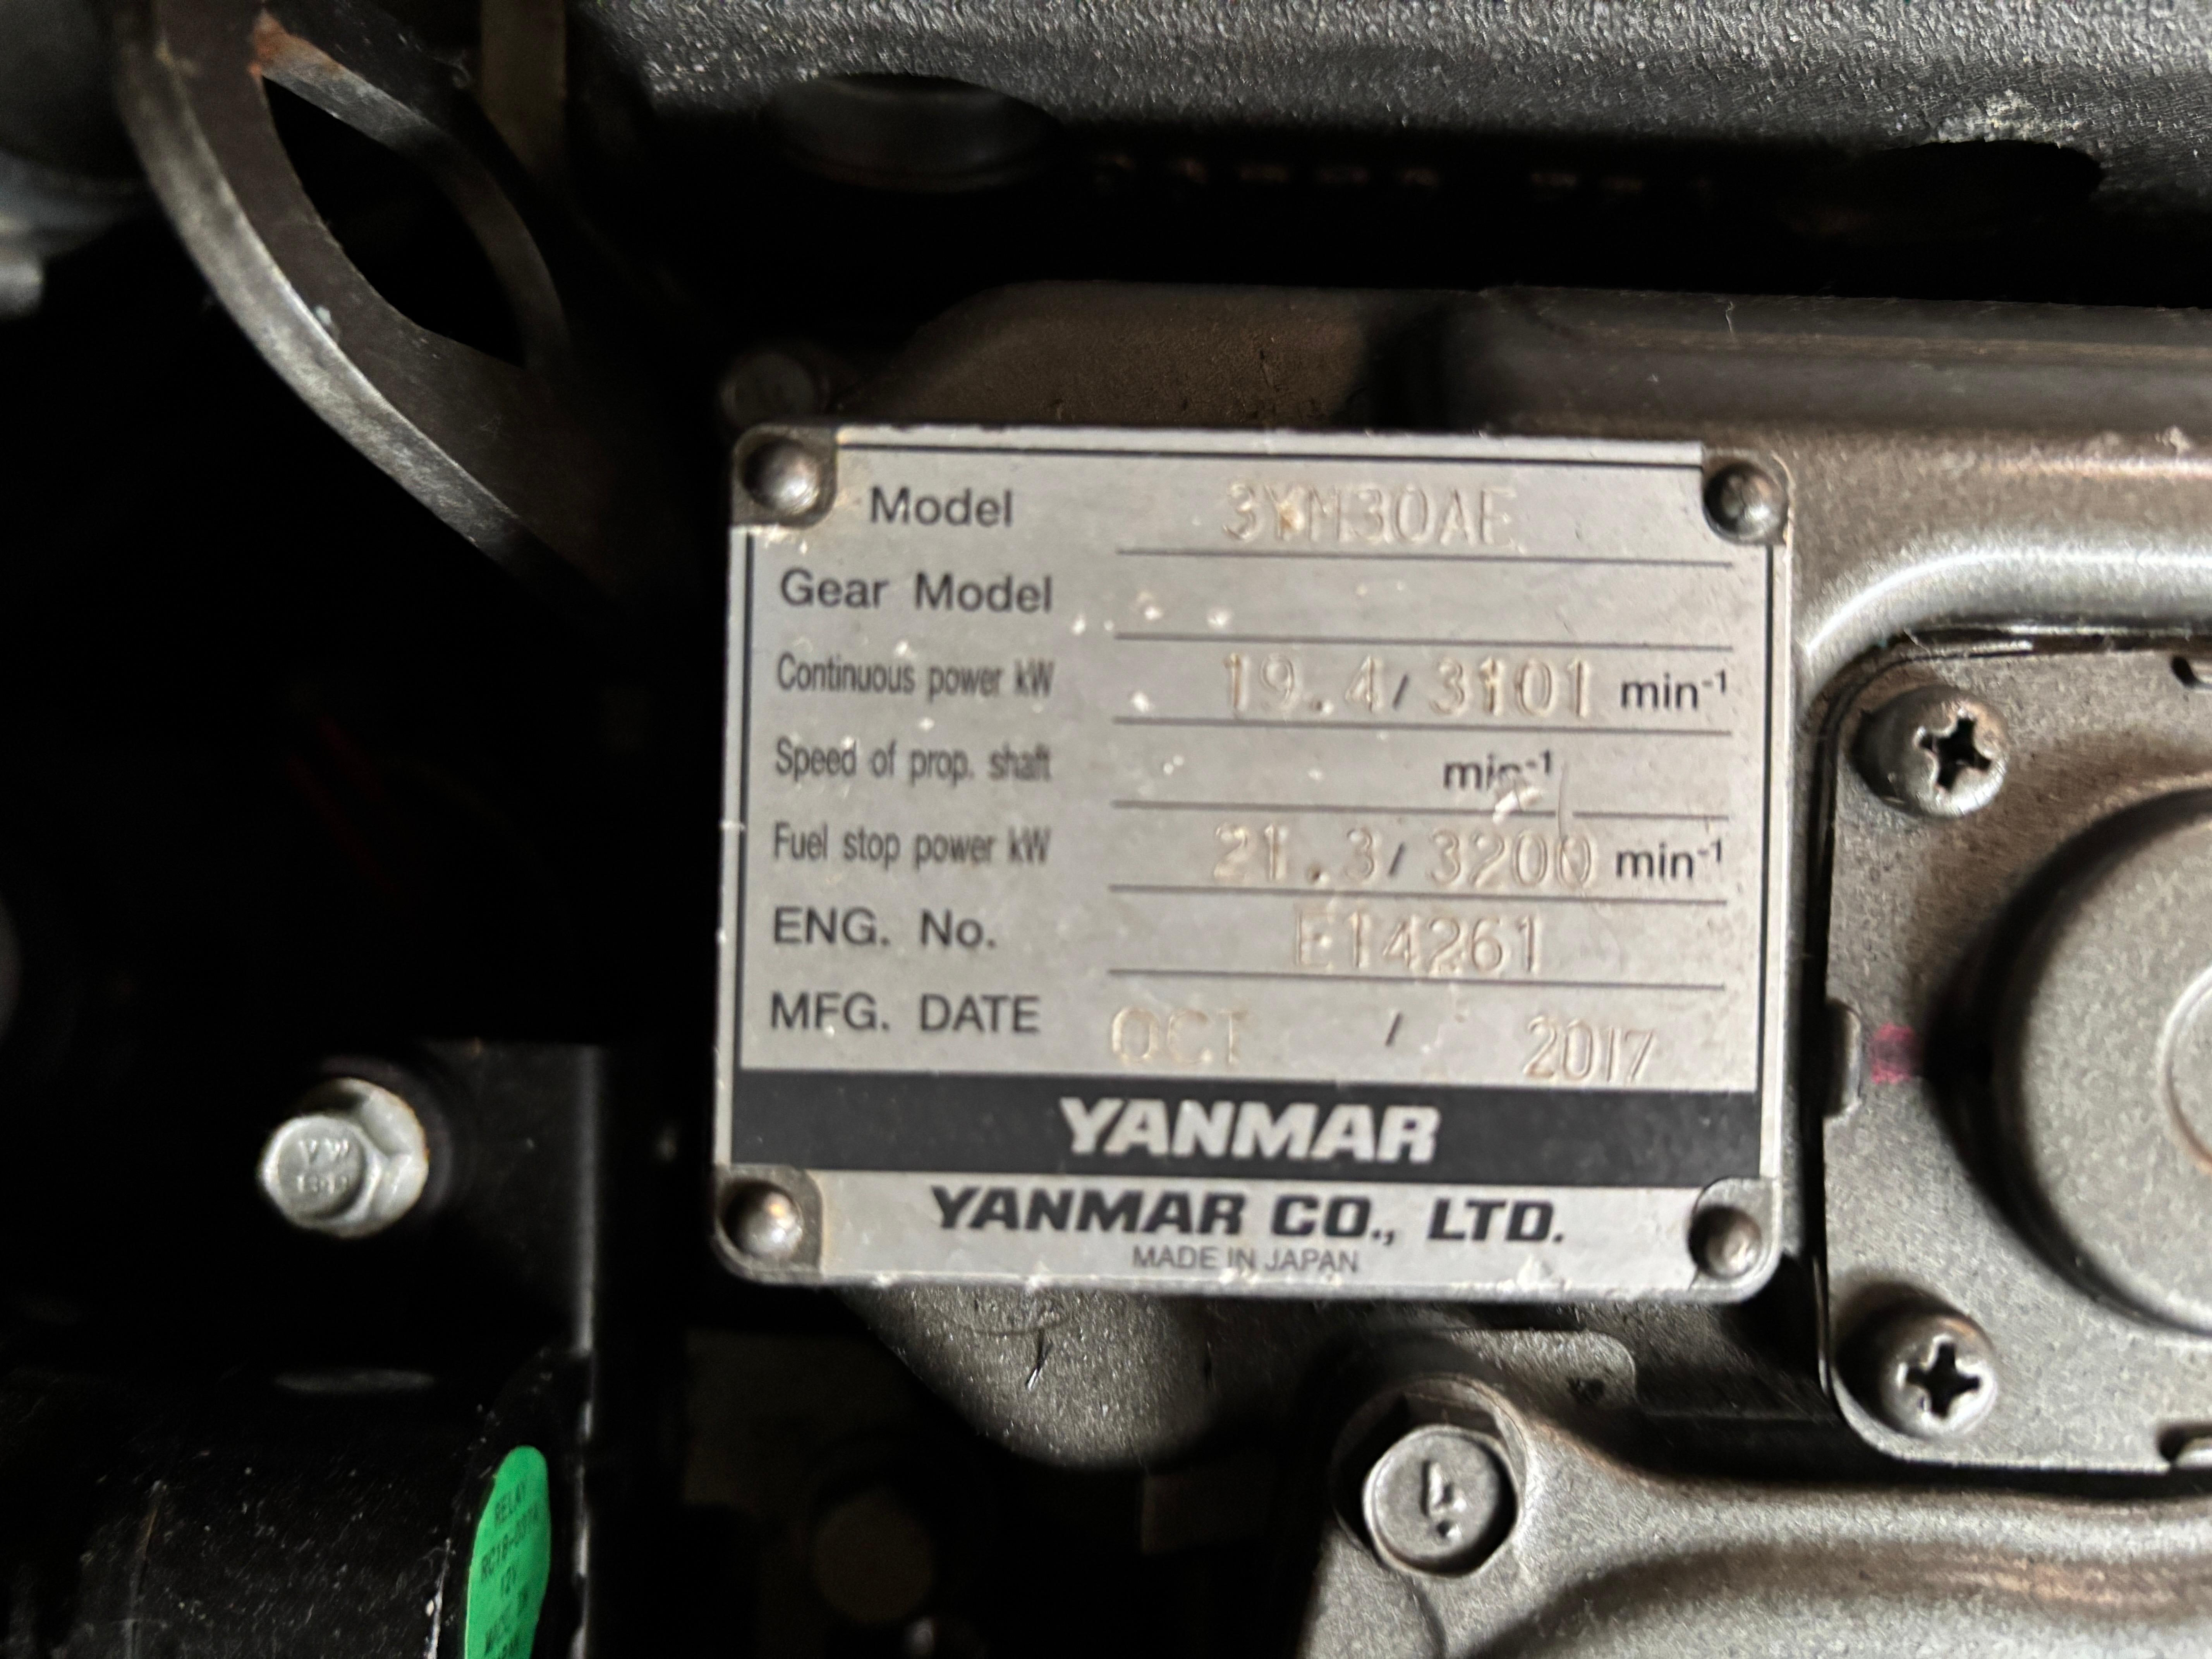 Model 3YM30AE
Gear Model
Continuous power kW 19.4/3101 min-1
Speed of prop. shaft min-1
Fuel stop power kW 21.3/3200 min-1
ENG. No. E14261
MFG. DATE OCT / 2017
YANMAR
YANMAR CO., LTD.
MADE IN JAPAN
RELAY
12V